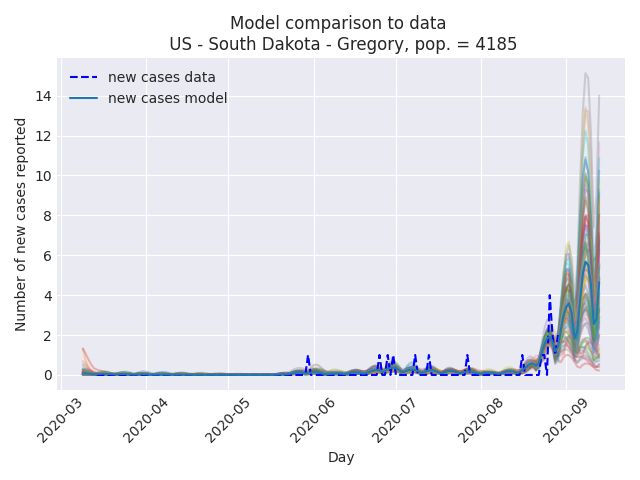 Model comparison to data
US - South Dakota - Gregory, pop. = 4185
new cases data
new cases model
Number of new cases reported
14
12
10
8
6
4
2
0
2020-03
2020-04
2020-05
2020-06
2020-07
2020-08
2020-09
Day